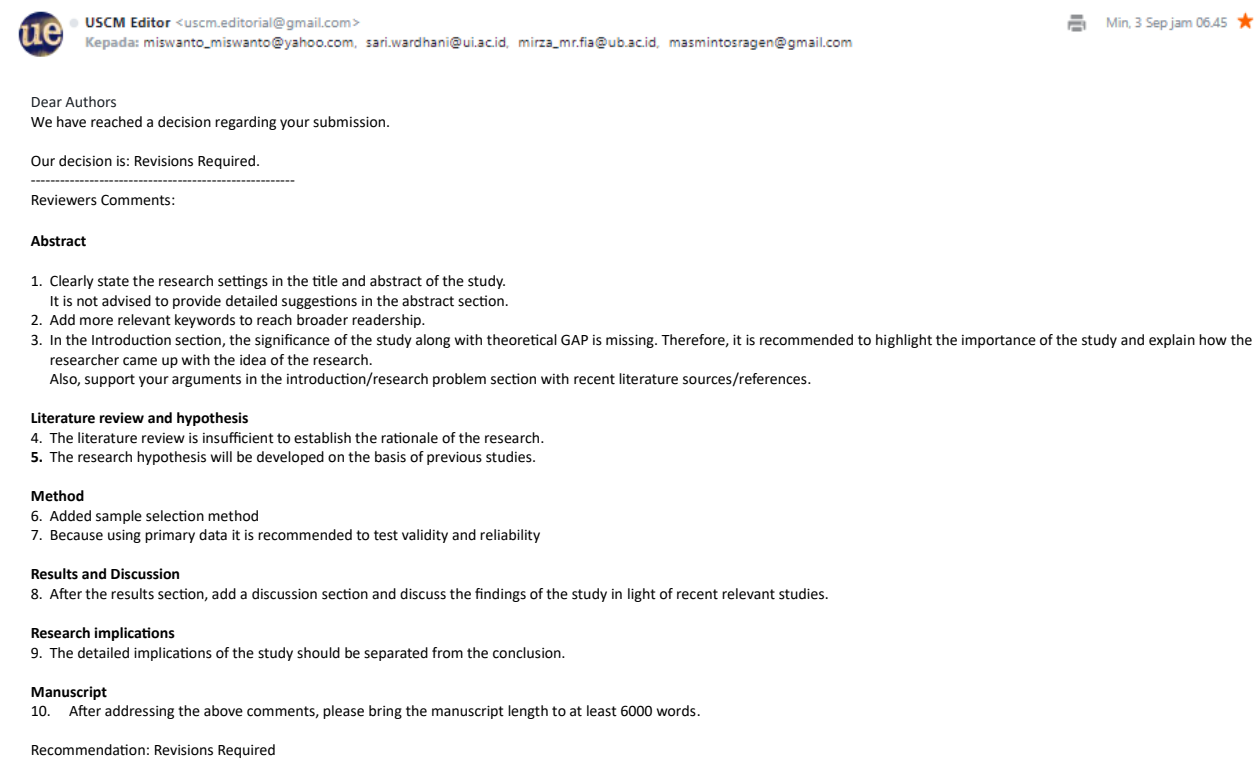 ue USCM Editor <uscm.editorial@gmail.com> Min, 3 Sep jam 06.45
Kepada: miswanto_miswanto@yahoo.com, sari.wardhani@ui.ac.id, mirza_mr.fia@ub.ac.id, masmintosragen@gmail.com
Dear Authors
We have reached a decision regarding your submission.
Our decision is: Revisions Required.
------------------------------------------------------
Reviewers Comments:
Abstract
1. Clearly state the research settings in the title and abstract of the study.
It is not advised to provide detailed suggestions in the abstract section.
2. Add more relevant keywords to reach broader readership.
3. In the Introduction section, the significance of the study along with theoretical GAP is missing. Therefore, it is recommended to highlight the importance of the study and explain how the
researcher came up with the idea of the research.
Also, support your arguments in the introduction/research problem section with recent literature sources/references.
Literature review and hypothesis
4. The literature review is insufficient to establish the rationale of the research.
5. The research hypothesis will be developed on the basis of previous studies.
Method
6. Added sample selection method
7. Because using primary data it is recommended to test validity and reliability
Results and Discussion
8. After the results section, add a discussion section and discuss the findings of the study in light of recent relevant studies.
Research implications
9. The detailed implications of the study should be separated from the conclusion.
Manuscript
10. After addressing the above comments, please bring the manuscript length to at least 6000 words.
Recommendation: Revisions Required